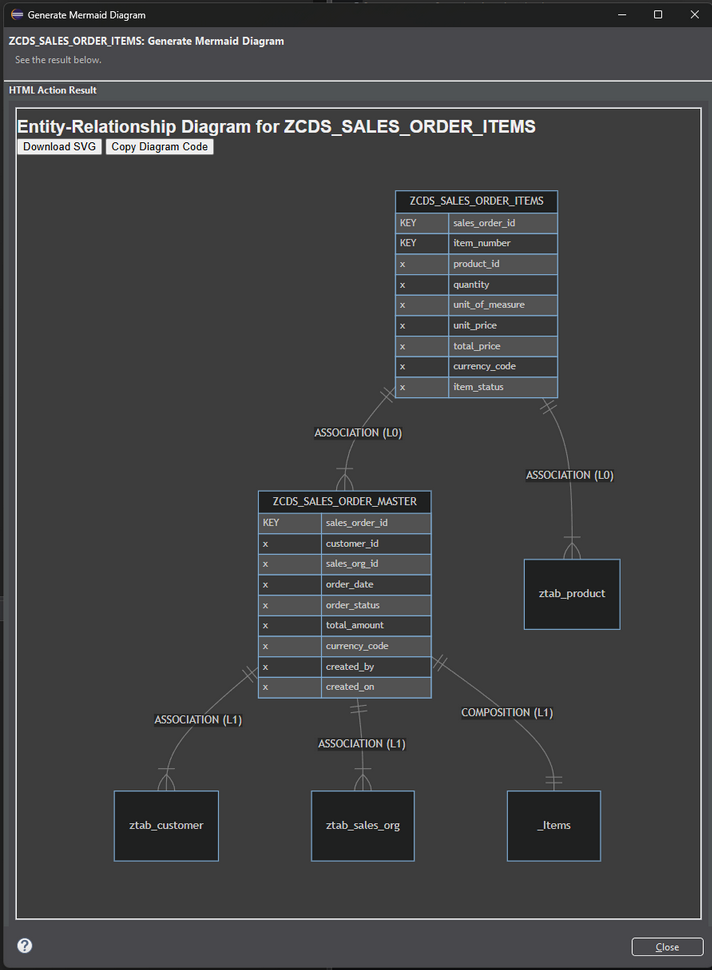 Generate Mermaid Diagram
ZCDS_SALES_ORDER_ITEMS: Generate Mermaid Diagram
See the result below.
HTML Action Result
Entity-Relationship Diagram for ZCDS_SALES_ORDER_ITEMS
Download SVG Copy Diagram Code
ZCDS_SALES_ORDER_ITEMS
KEY sales_order_id
KEY item_number
x product_id
x quantity
x unit_of_measure
x unit_price
x total_price
x currency_code
x item_status
ASSOCIATION (L0)
ASSOCIATION (L0)
ZCDS_SALES_ORDER_MASTER
KEY sales_order_id
x customer_id
x sales_org_id
x order_date
x order_status
x total_amount
x currency_code
x created_by
x created_on
ztab_product
ASSOCIATION (L1)
ASSOCIATION (L1)
COMPOSITION (L1)
ztab_customer
ztab_sales_org
_Items
?
Close